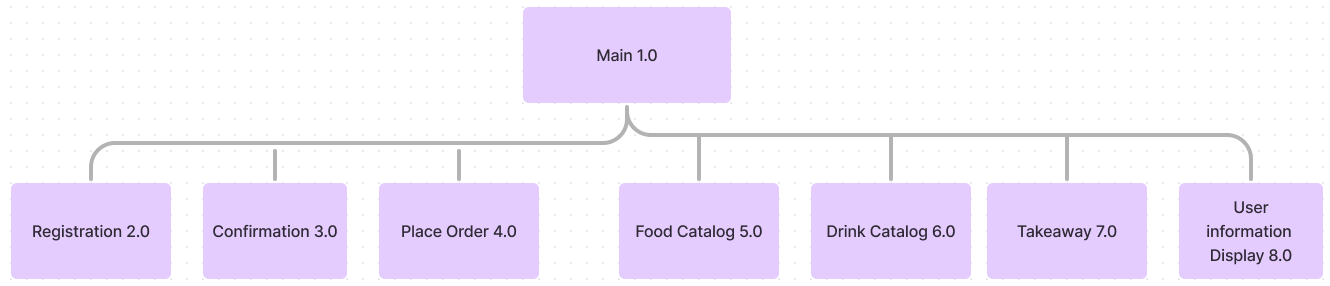 Main 1.0
Registration 2.0
Confirmation 3.0
Place Order 4.0
Food Catalog 5.0
Drink Catalog 6.0
Takeaway 7.0
User
information
Display 8.0